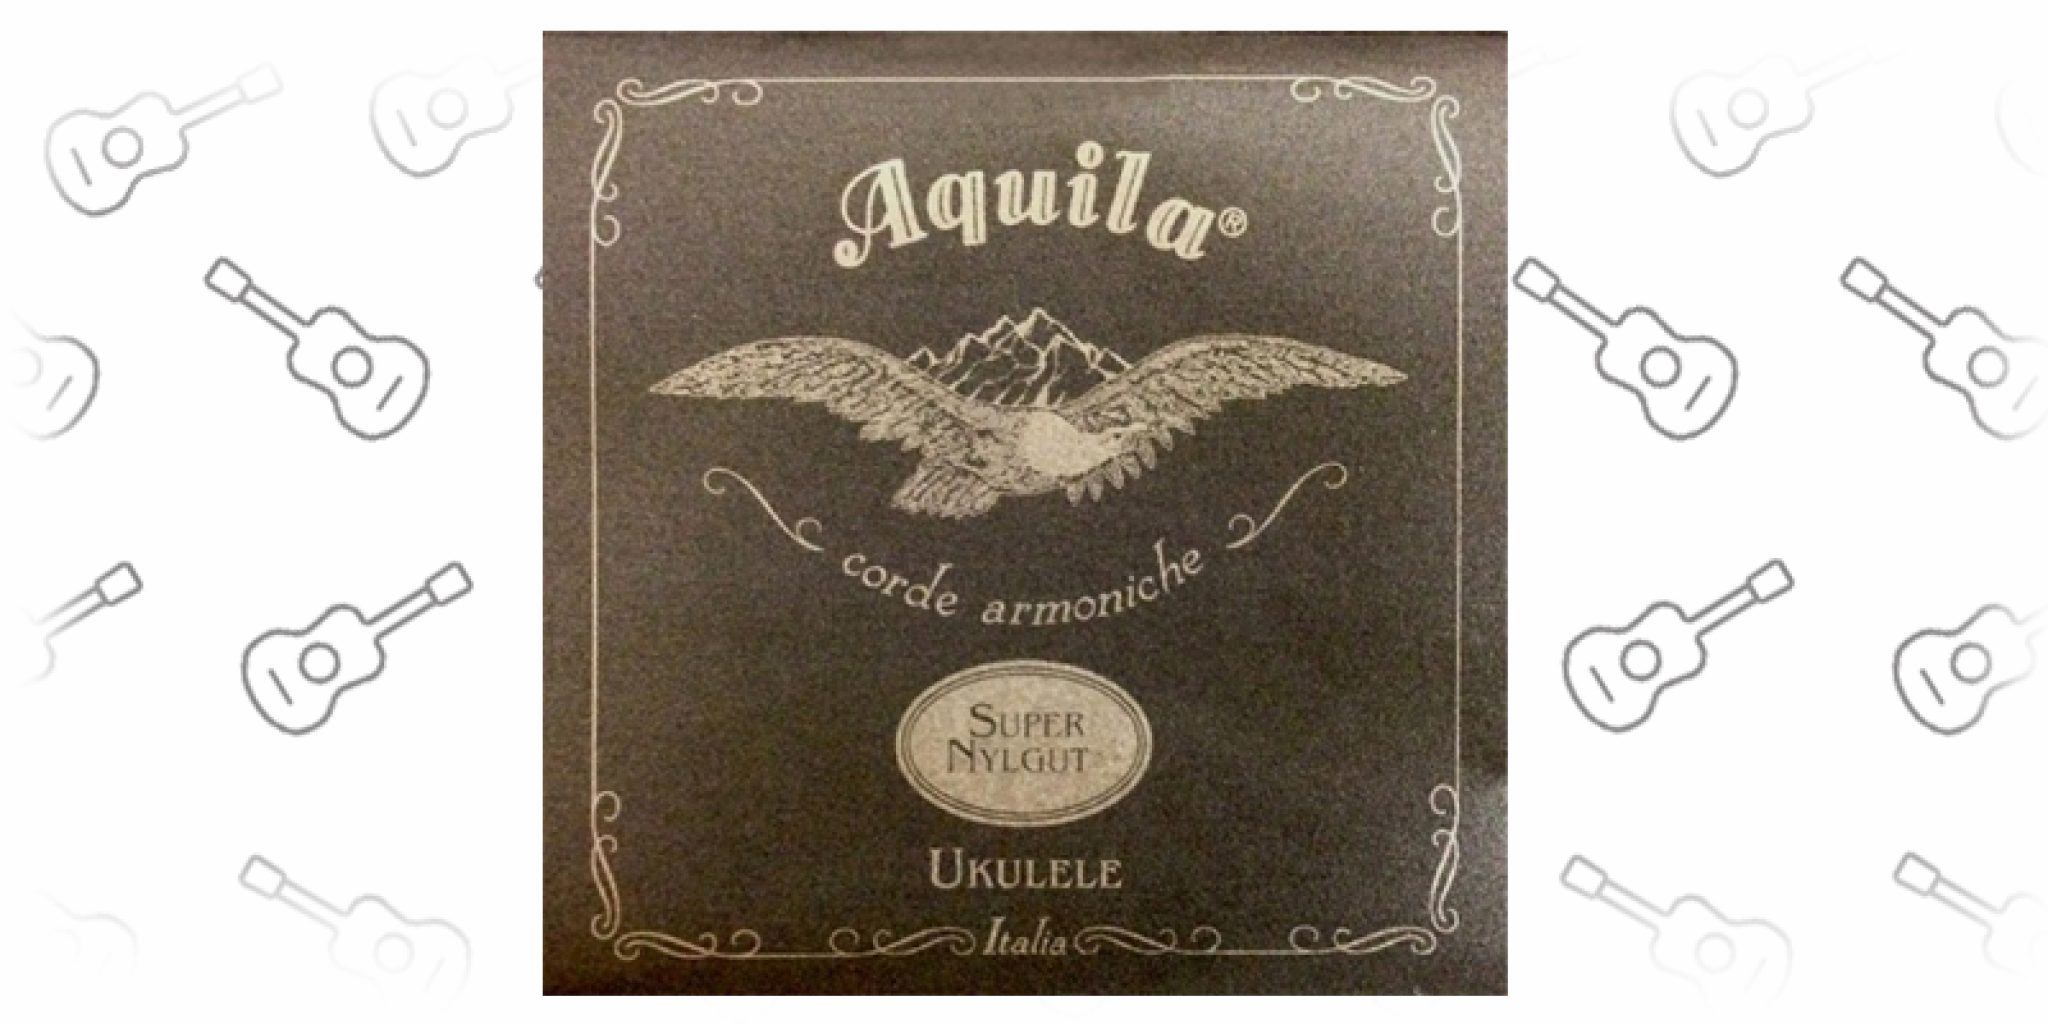 Aquila®
corde armoniche
SUPER
NYLGUT
UKULELE
Italia